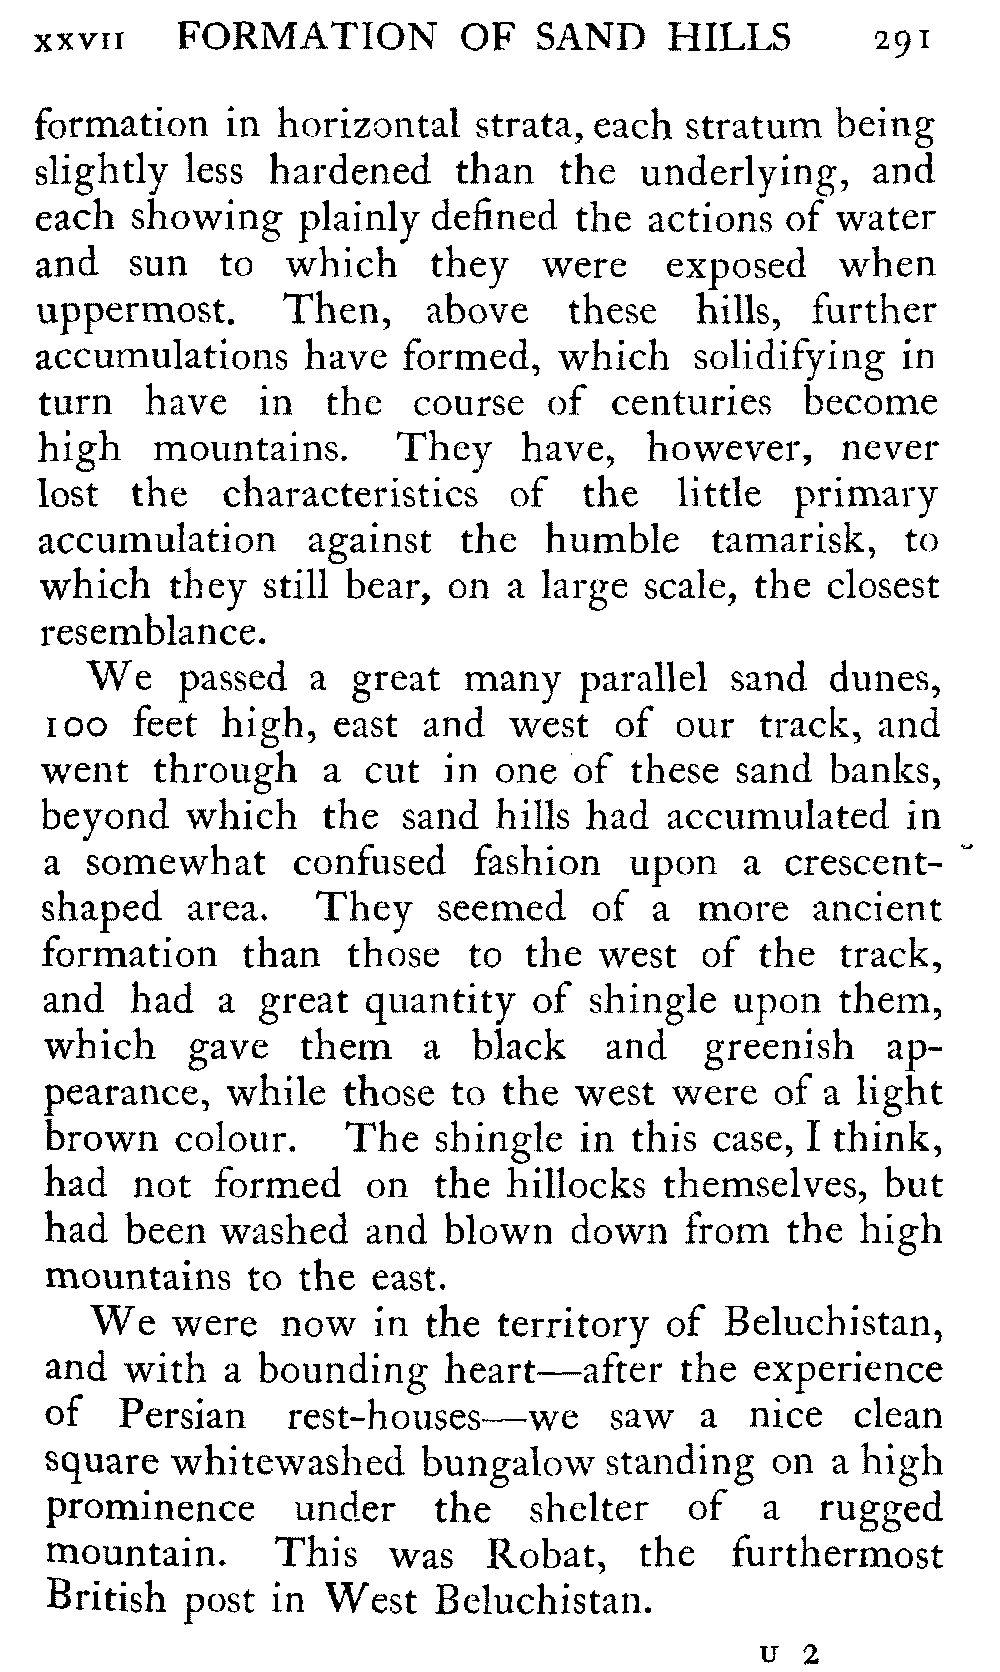 XXVII FORMATION OF SAND HILLS 291
formation in horizontal strata, each stratum being
slightly less hardened than the underlying, and
each showing plainly defined the actions of water
and sun to which they were exposed when
uppermost. Then, above these hills, further
accumulations have formed, which solidifying in
turn have in the course of centuries become
high mountains. They have, however, never
lost the characteristics of the little primary
accumulation against the humble tamarisk, to
which they still bear, on a large scale, the closest
resemblance.
We passed a great many parallel sand dunes,
100 feet high, east and west of our track, and
went through a cut in one of these sand banks,
beyond which the sand hills had accumulated in
a somewhat confused fashion upon a crescent-
shaped area. They seemed of a more ancient
formation than those to the west of the track,
and had a great quantity of shingle upon them,
which gave them a black and greenish ap-
pearance, while those to the west were of a light
brown colour. The shingle in this case, I think,
had not formed on the hillocks themselves, but
had been washed and blown down from the high
mountains to the east.
We were now in the territory of Beluchistan,
and with a bounding heart—after the experience
of Persian rest-houses—we saw a nice clean
square whitewashed bungalow standing on a high
prominence under the shelter of a rugged
mountain. This was Robat, the furthermost
British post in West Beluchistan.
U 2